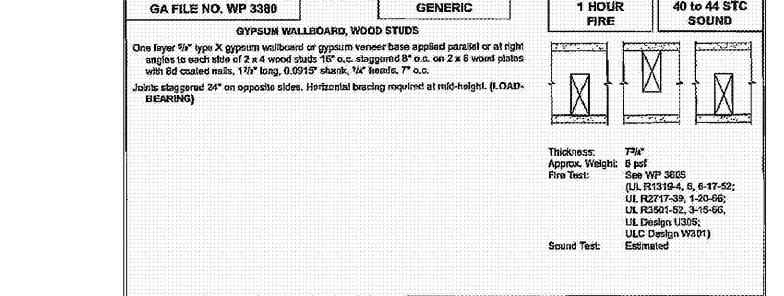 GA FILE NO. WP 3380
GENERIC
1 HOUR
FIRE
40 to 44 STC
SOUND
GYPSUM WALLBOARD, WOOD STUDS
One layer 5/8" type X gypsum wallboard or gypsum veneer base applied parallel or at right
angles to each side of 2 x 4 wood studs 16" o.c. staggered 8" o.c. on 2 x 6 wood plates
with 6d coated nails, 1 7/8" long, 0.0915" shank, 1/4" heads, 7" o.c.
Joints staggered 24" on opposite sides. Horizontal bracing required at mid-height. (LOAD-
BEARING)
Thickness: 7 3/4"
Approx. Weight: 6 psf
Fire Test: See WP 3605
(UL R1319-4, 6, 6-17-52;
UL R2717-39, 1-20-66;
UL R3501-52, 3-15-66,
UL Design U305;
ULC Design W301)
Sound Test: Estimated